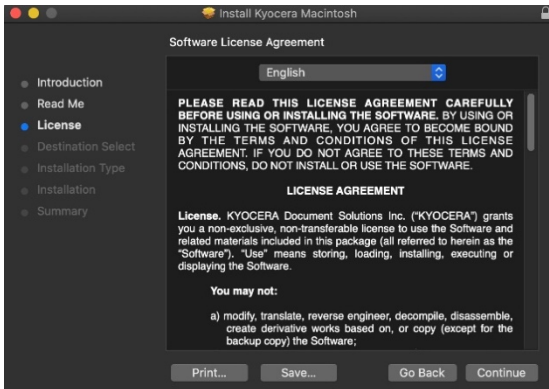 Install Kyocera Macintosh
Software License Agreement
English
Introduction
Read Me
License
Destination Select
Installation Type
Installation
Summary
PLEASE READ THIS LICENSE AGREEMENT CAREFULLY
BEFORE USING OR INSTALLING THE SOFTWARE. BY USING OR
INSTALLING THE SOFTWARE, YOU AGREE TO BECOME BOUND
BY THE TERMS AND CONDITIONS OF THIS LICENSE
AGREEMENT. IF YOU DO NOT AGREE TO THESE TERMS AND
CONDITIONS, DO NOT INSTALL OR USE THE SOFTWARE.
LICENSE AGREEMENT
License. KYOCERA Document Solutions Inc. ("KYOCERA") grants
you a non-exclusive, non-transferable license to use the Software and
related materials included in this package (all referred to herein as the
"Software"). "Use" means storing, loading, installing, executing or
displaying the Software.
You may not:
a) modify, translate, reverse engineer, decompile, disassemble,
create derivative works based on, or copy (except for the
backup copy) the Software;
Print...
Save...
Go Back
Continue